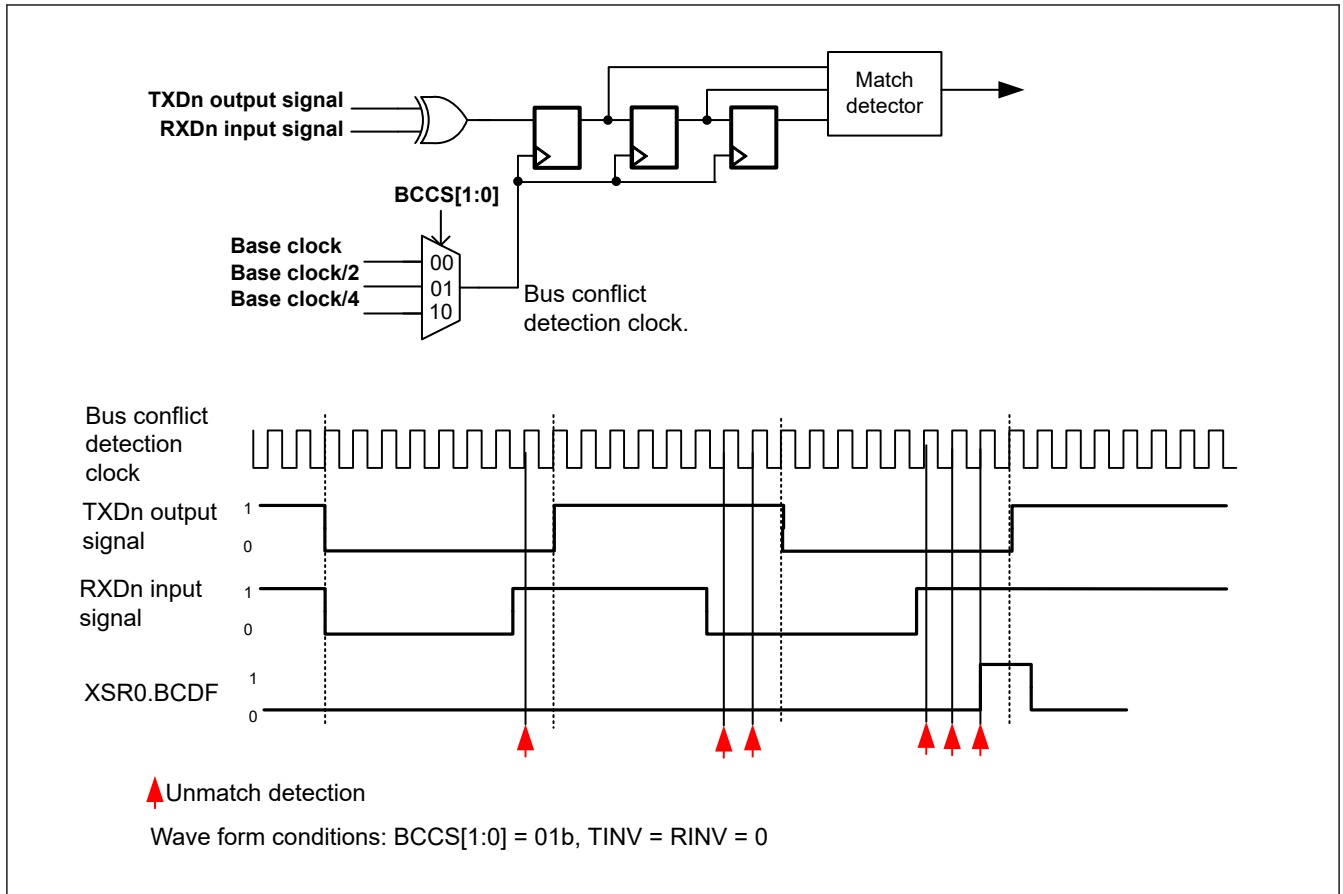 TXDn output signal
RXDn input signal
Match
detector
BCCS[1:0]
Base clock
Base clock/2
Base clock/4
00
01
10
Bus conflict
detection clock.
Bus conflict
detection
clock
TXDn output
signal
1
0
RXDn input
signal
1
0
XSR0.BCDF
1
0
Unmatch detection
Wave form conditions: BCCS[1:0] = 01b, TINV = RINV = 0